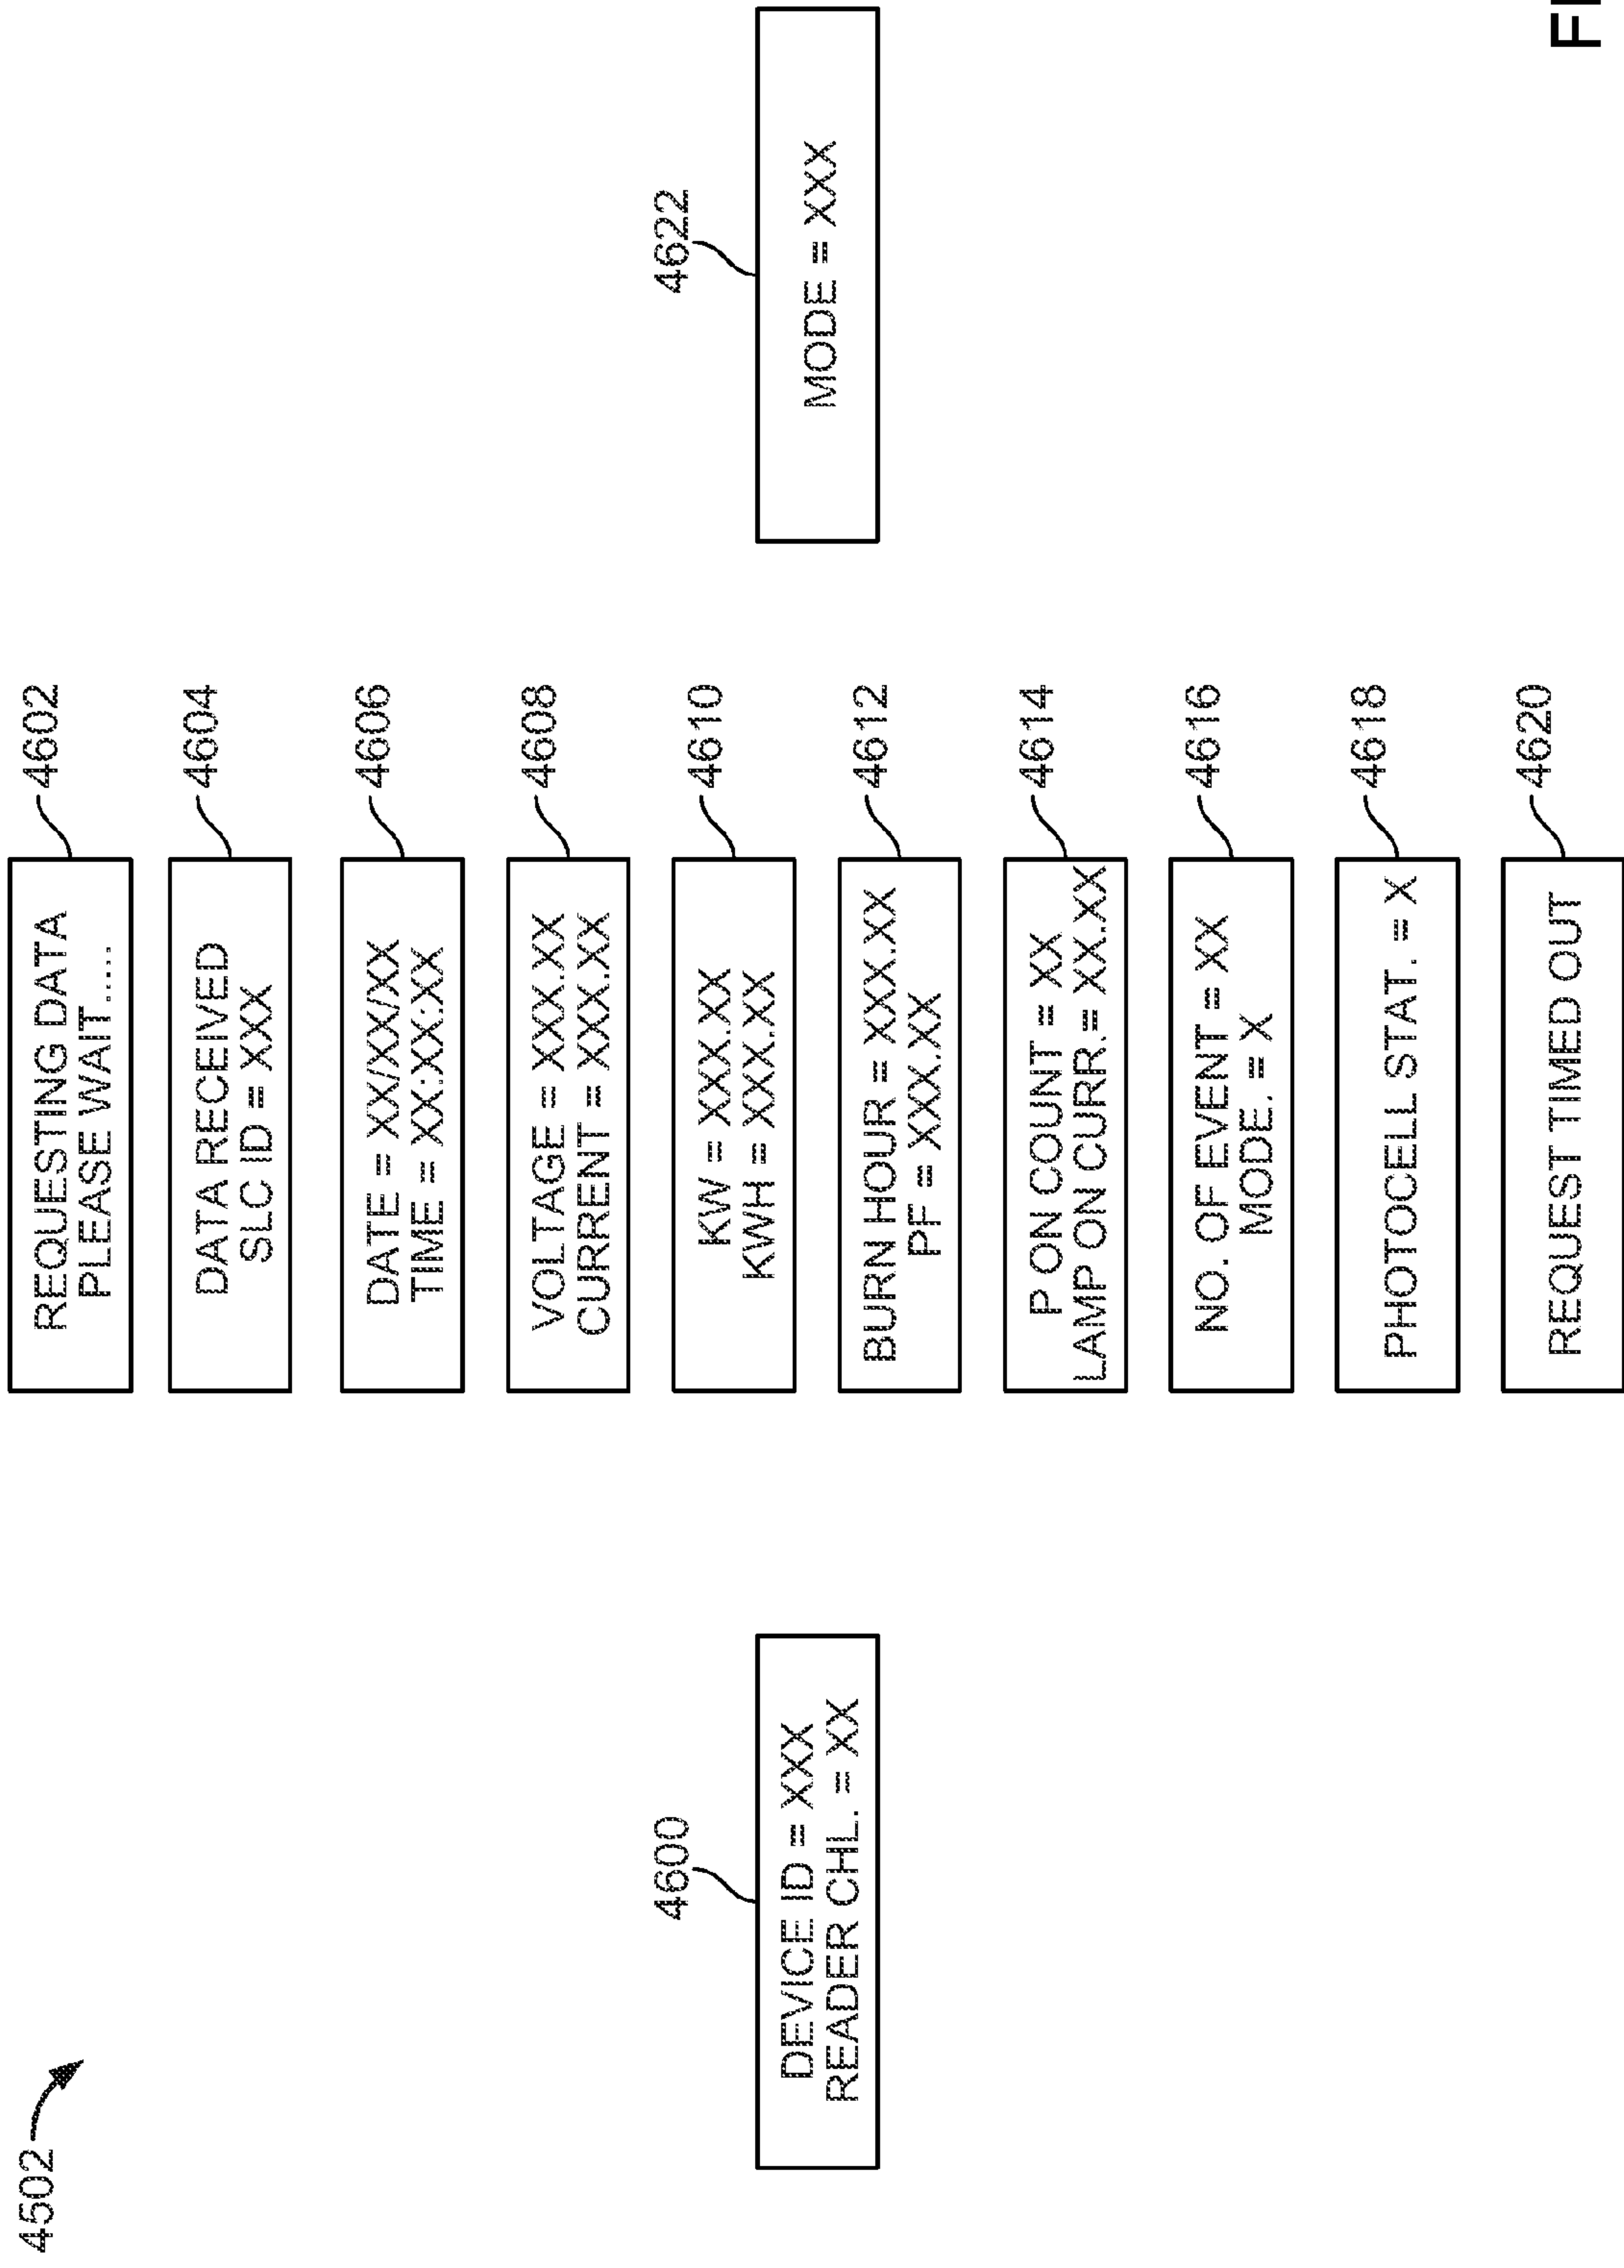 4502
4600
DEVICE ID = XXX
READER CHL. = XX
4602
REQUESTING DATA
PLEASE WAIT.....
4604
DATA RECEIVED
SLC ID = XXX
4606
DATE = XX/XX/XX
TIME = XX:XX:XX
4608
VOLTAGE = XXX.XX
CURRENT = XXX.XX
4610
KW = XXX.XX
KWH = XXX.XX
4612
BURN HOUR = XXX.XX
PF = XXX.XX
4614
P ON COUNT = XX
LAMP ON CURR. = XX.XX
4616
NO. OF EVENT = XX
MODE. = X
4618
PHOTOCELL STAT. = X
4620
REQUEST TIMED OUT
4622
MODE = XXX